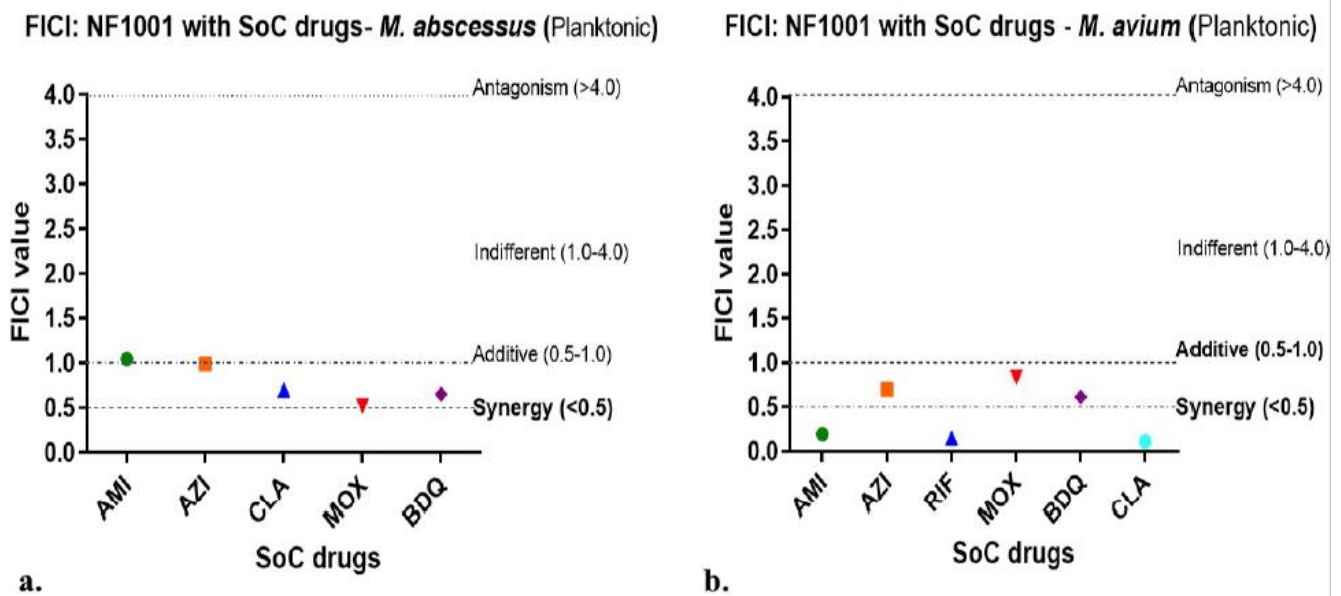 FICI: NF1001 with SoC drugs- M. abscessus (Planktonic)
FICI value
4.0
3.5
3.0
2.5
2.0
1.5
1.0
0.5
0.0
Antagonism (>4.0)
Indifferent (1.0-4.0)
Additive (0.5-1.0)
Synergy (<0.5)
AMI
AZI
CLA
MOX
BDQ
SoC drugs
a.
FICI: NF1001 with SoC drugs - M. avium (Planktonic)
FICI value
4.0
3.5
3.0
2.5
2.0
1.5
1.0
0.5
0.0
Antagonism (>4.0)
Indifferent (1.0-4.0)
Additive (0.5-1.0)
Synergy (<0.5)
AMI
AZI
RIF
MOX
BDQ
CLA
SoC drugs
b.